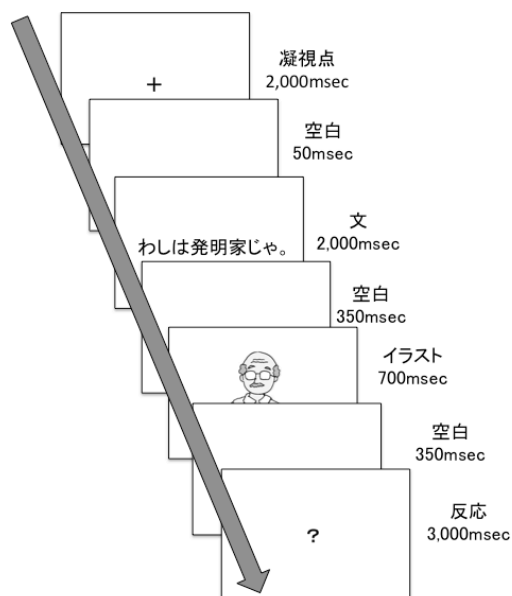 +
凝視点
2,000msec
空白
50msec
わしは発明家じゃ。
文
2,000msec
空白
350msec
イラスト
700msec
空白
350msec
?
反応
3,000msec